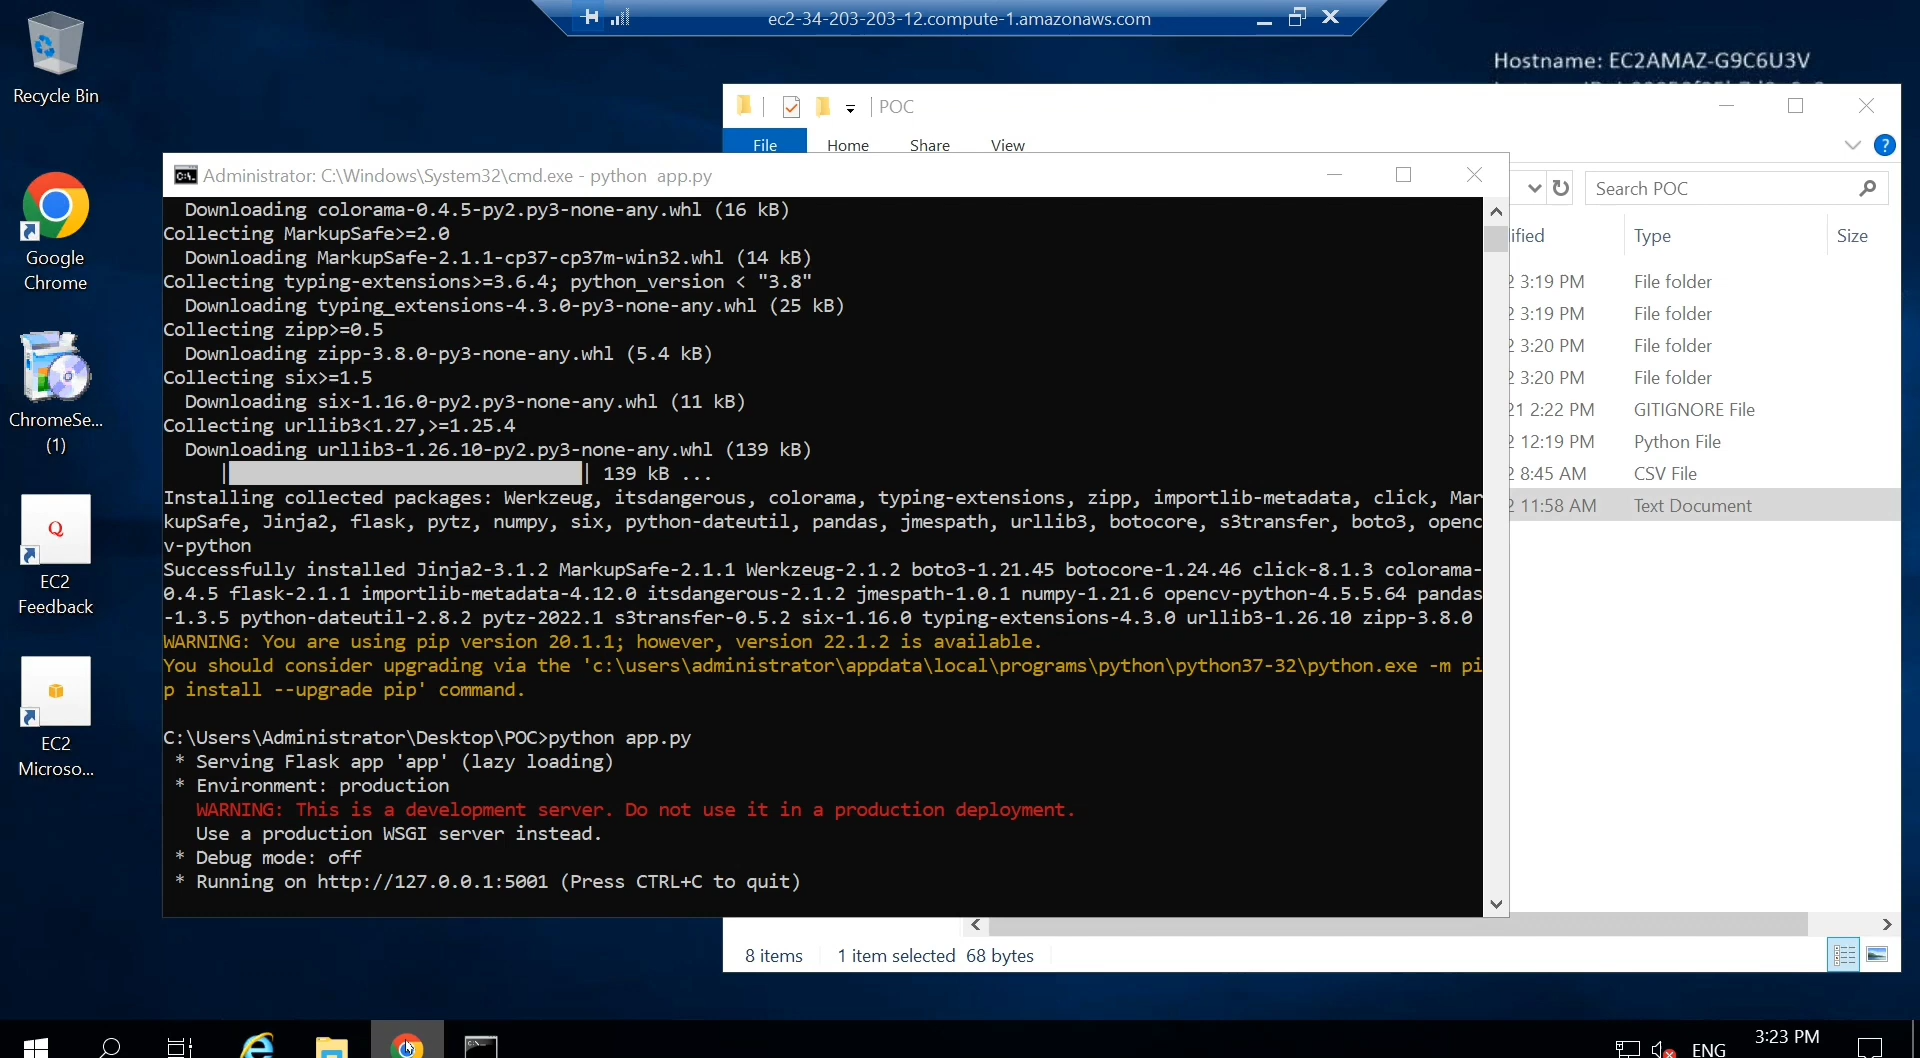 ec2-34-203-203-12.compute-1.amazonaws.com
Recycle Bin
Hostname: EC2AMAZ-G9C6U3V
POC
File
Home
Share
View
Administrator: C:\Windows\System32\cmd.exe - python  app.py
Search POC
ified
Type
Size
Downloading colorama-0.4.5-py2.py3-none-any.whl (16 kB)
Collecting MarkupSafe>=2.0
Downloading MarkupSafe-2.1.1-cp37-cp37m-win32.whl (14 kB)
Collecting typing-extensions>=3.6.4; python_version < "3.8"
Downloading typing_extensions-4.3.0-py3-none-any.whl (25 kB)
Collecting zipp>=0.5
Downloading zipp-3.8.0-py3-none-any.whl (5.4 kB)
Collecting six>=1.5
Downloading six-1.16.0-py2.py3-none-any.whl (11 kB)
Collecting urllib3<1.27,>=1.25.4
Downloading urllib3-1.26.10-py2.py3-none-any.whl (139 kB)
| | 139 kB ...
Installing collected packages: Werkzeug, itsdangerous, colorama, typing-extensions, zipp, importlib-metadata, click, Mar
kupSafe, Jinja2, flask, pytz, numpy, six, python-dateutil, pandas, jmespath, urllib3, botocore, s3transfer, boto3, openc
v-python
Successfully installed Jinja2-3.1.2 MarkupSafe-2.1.1 Werkzeug-2.1.2 boto3-1.21.45 botocore-1.24.46 click-8.1.3 colorama-
0.4.5 flask-2.1.1 importlib-metadata-4.12.0 itsdangerous-2.1.2 jmespath-1.0.1 numpy-1.21.6 opencv-python-4.5.5.64 pandas
-1.3.5 python-dateutil-2.8.2 pytz-2022.1 s3transfer-0.5.2 six-1.16.0 typing-extensions-4.3.0 urllib3-1.26.10 zipp-3.8.0
WARNING: You are using pip version 20.1.1; however, version 22.1.2 is available.
You should consider upgrading via the 'c:\users\administrator\appdata\local\programs\python\python37-32\python.exe -m pi
p install --upgrade pip' command.
C:\Users\Administrator\Desktop\POC>python app.py
* Serving Flask app 'app' (lazy loading)
* Environment: production
WARNING: This is a development server. Do not use it in a production deployment.
Use a production WSGI server instead.
* Debug mode: off
* Running on http://127.0.0.1:5001 (Press CTRL+C to quit)
2 3:19 PM File folder
2 3:19 PM File folder
2 3:20 PM File folder
2 3:20 PM File folder
21 2:22 PM GITIGNORE File
2 12:19 PM Python File
2 8:45 AM CSV File
2 11:58 AM Text Document
Google
Chrome
ChromeSe...
(1)
Q
EC2
Feedback
EC2
Microso...
8 items
1 item selected 68 bytes
ENG
3:23 PM